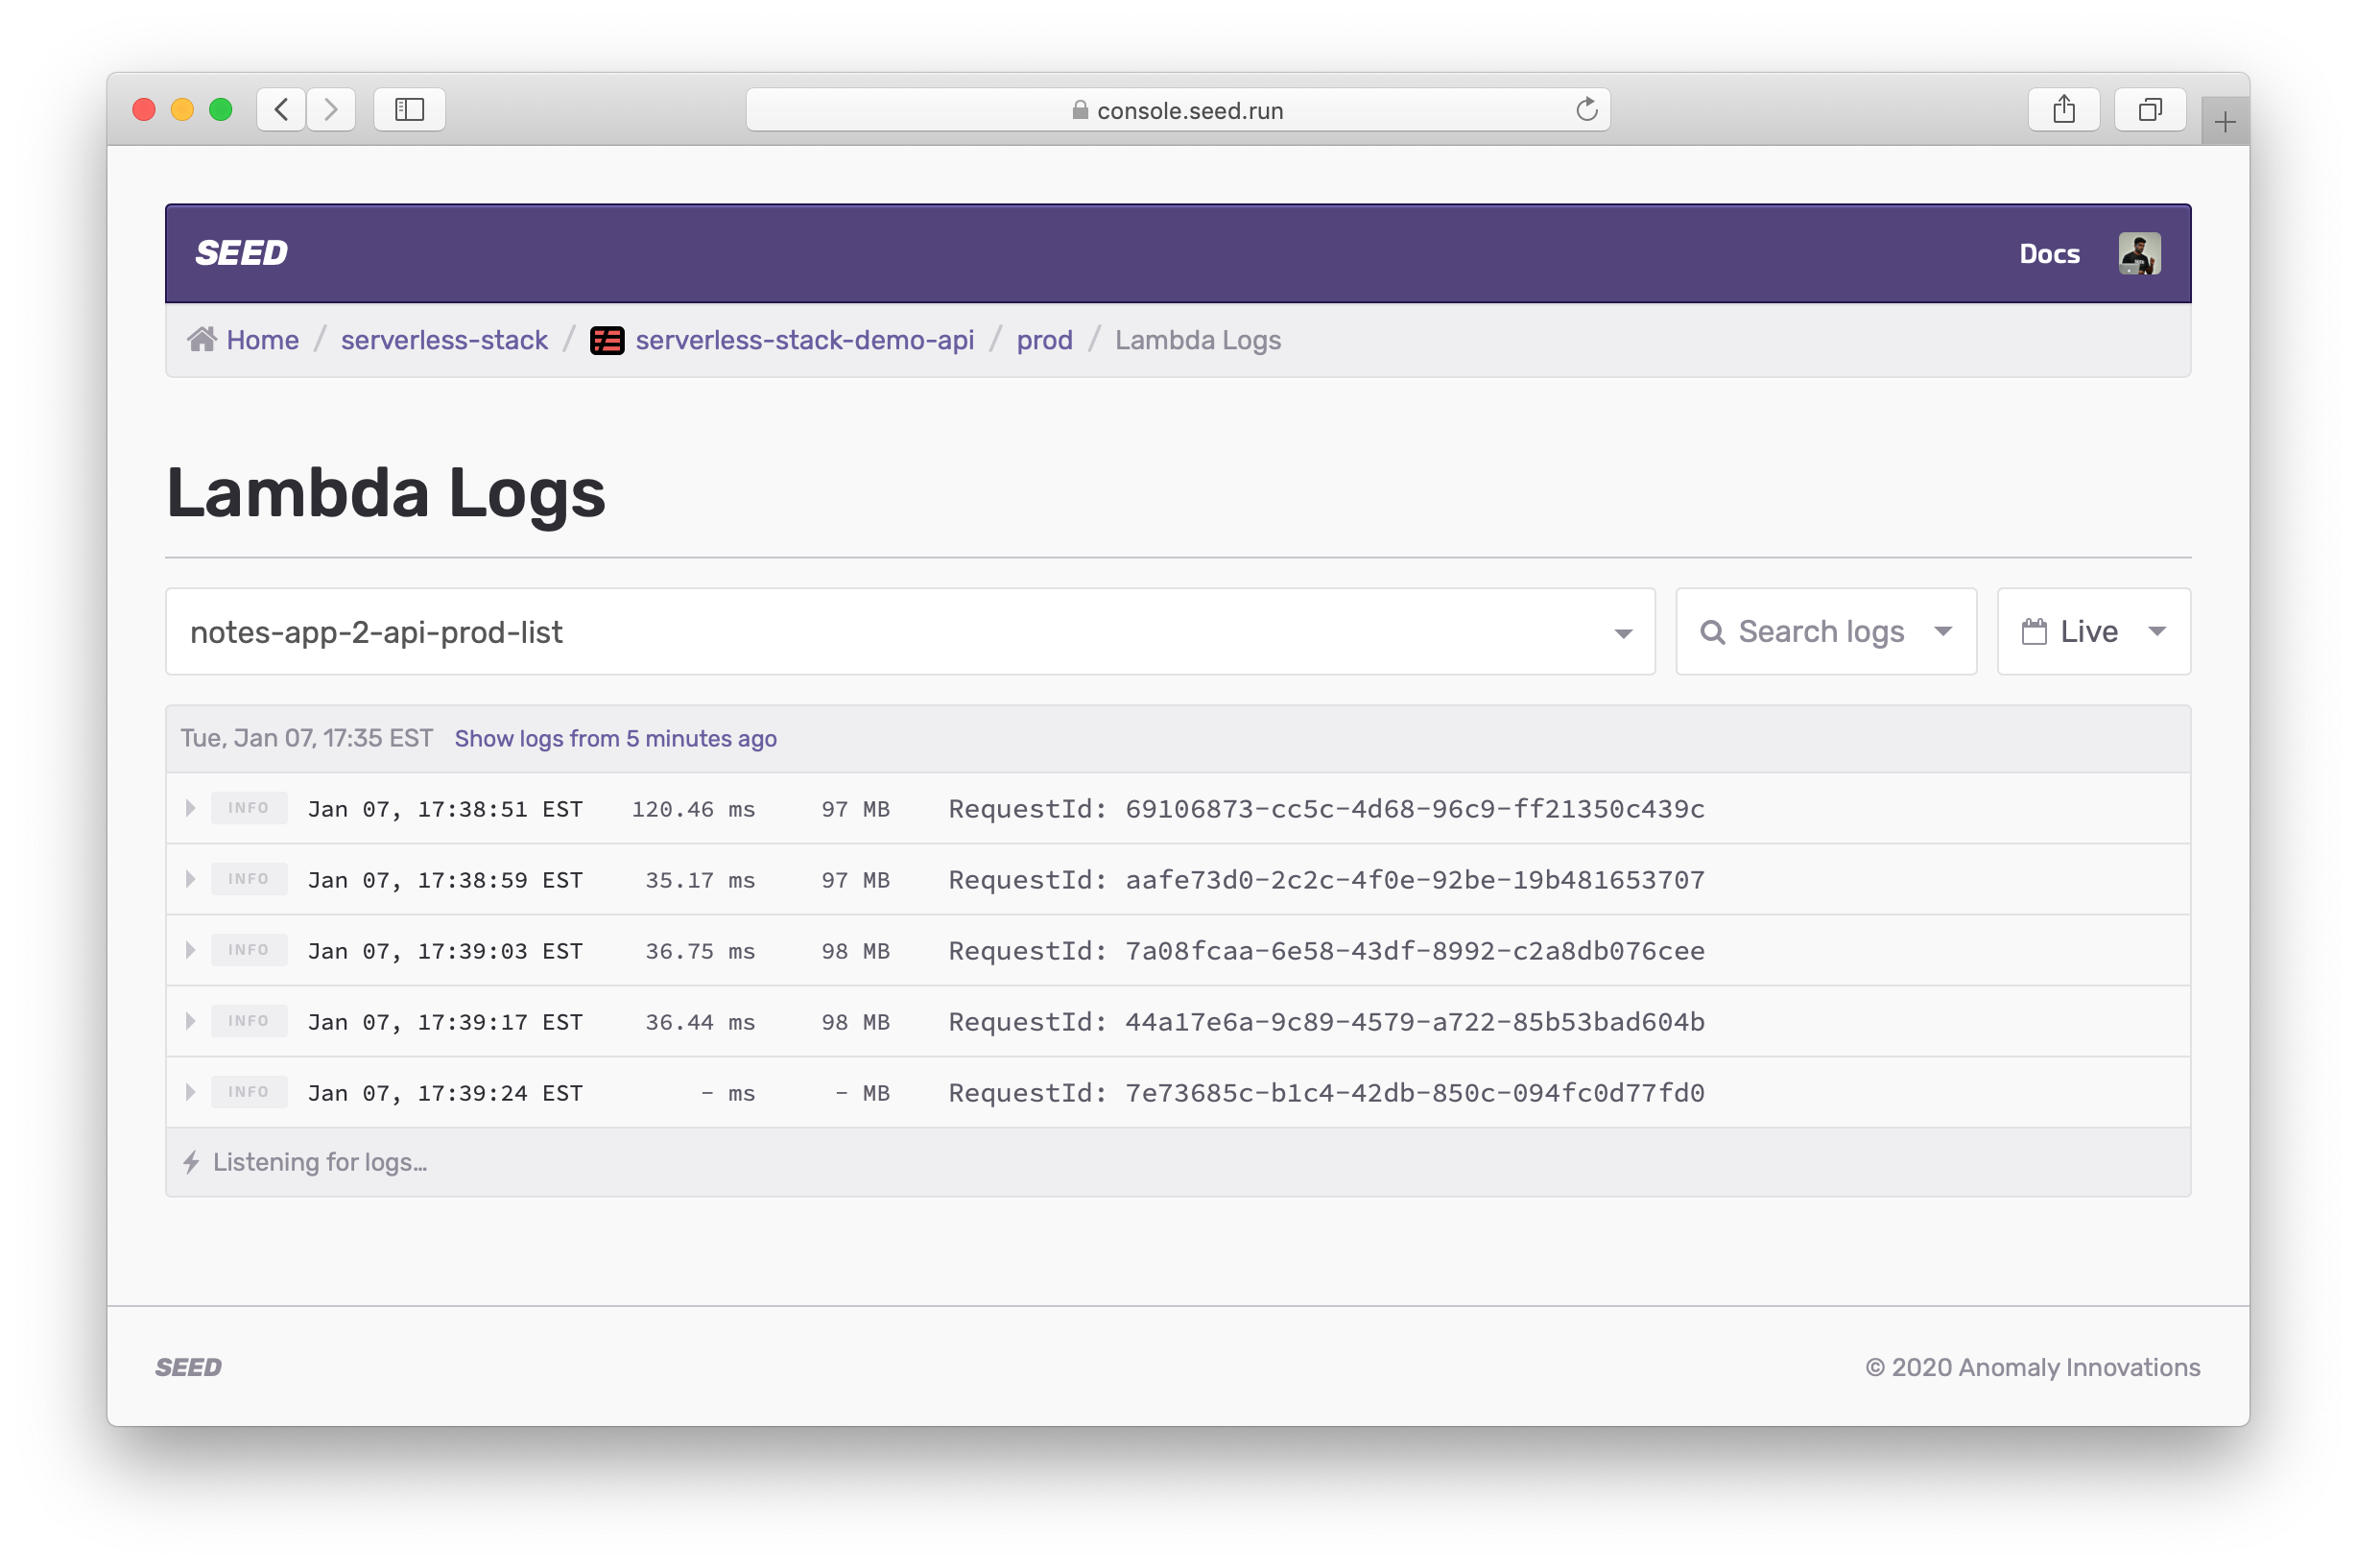 console.seed.run
SEED Docs
Home / serverless-stack / serverless-stack-demo-api / prod / Lambda Logs
Lambda Logs
notes-app-2-api-prod-list Search logs Live
Tue, Jan 07, 17:35 EST Show logs from 5 minutes ago
INFO Jan 07, 17:38:51 EST 120.46 ms 97 MB RequestId: 69106873-cc5c-4d68-96c9-ff21350c439c
INFO Jan 07, 17:38:59 EST 35.17 ms 97 MB RequestId: aafe73d0-2c2c-4f0e-92be-19b481653707
INFO Jan 07, 17:39:03 EST 36.75 ms 98 MB RequestId: 7a08fcaa-6e58-43df-8992-c2a8db076cee
INFO Jan 07, 17:39:17 EST 36.44 ms 98 MB RequestId: 44a17e6a-9c89-4579-a722-85b53bad604b
INFO Jan 07, 17:39:24 EST - ms - MB RequestId: 7e73685c-b1c4-42db-850c-094fc0d77fd0
Listening for logs…
SEED © 2020 Anomaly Innovations